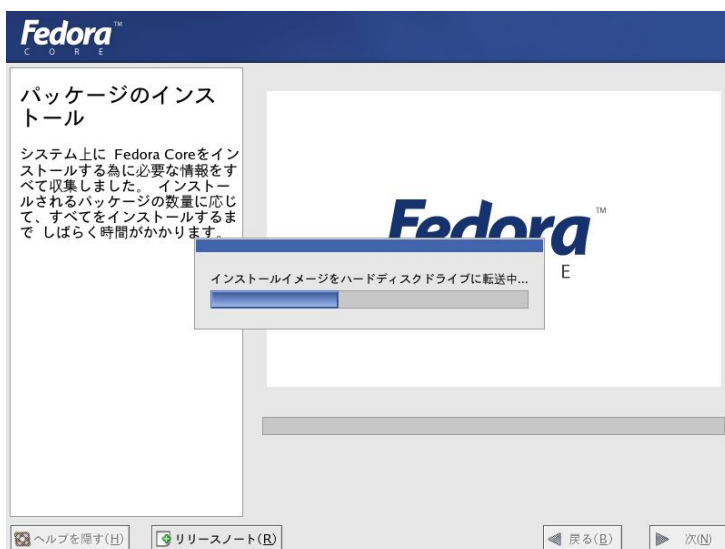 Fedora™
CORE
パッケージのインス
トール
システム上に Fedora Coreをイン
ストールする為に必要な情報をす
べて収集しました。 インストー
ルされるパッケージの数量に応じ
て、すべてをインストールするま
で しばらく時間がかかります。
Fedora™
E
インストールイメージをハードディスクドライブに転送中...
ヘルプを隠す(H)
リリースノート(R)
戻る(B)
次(N)